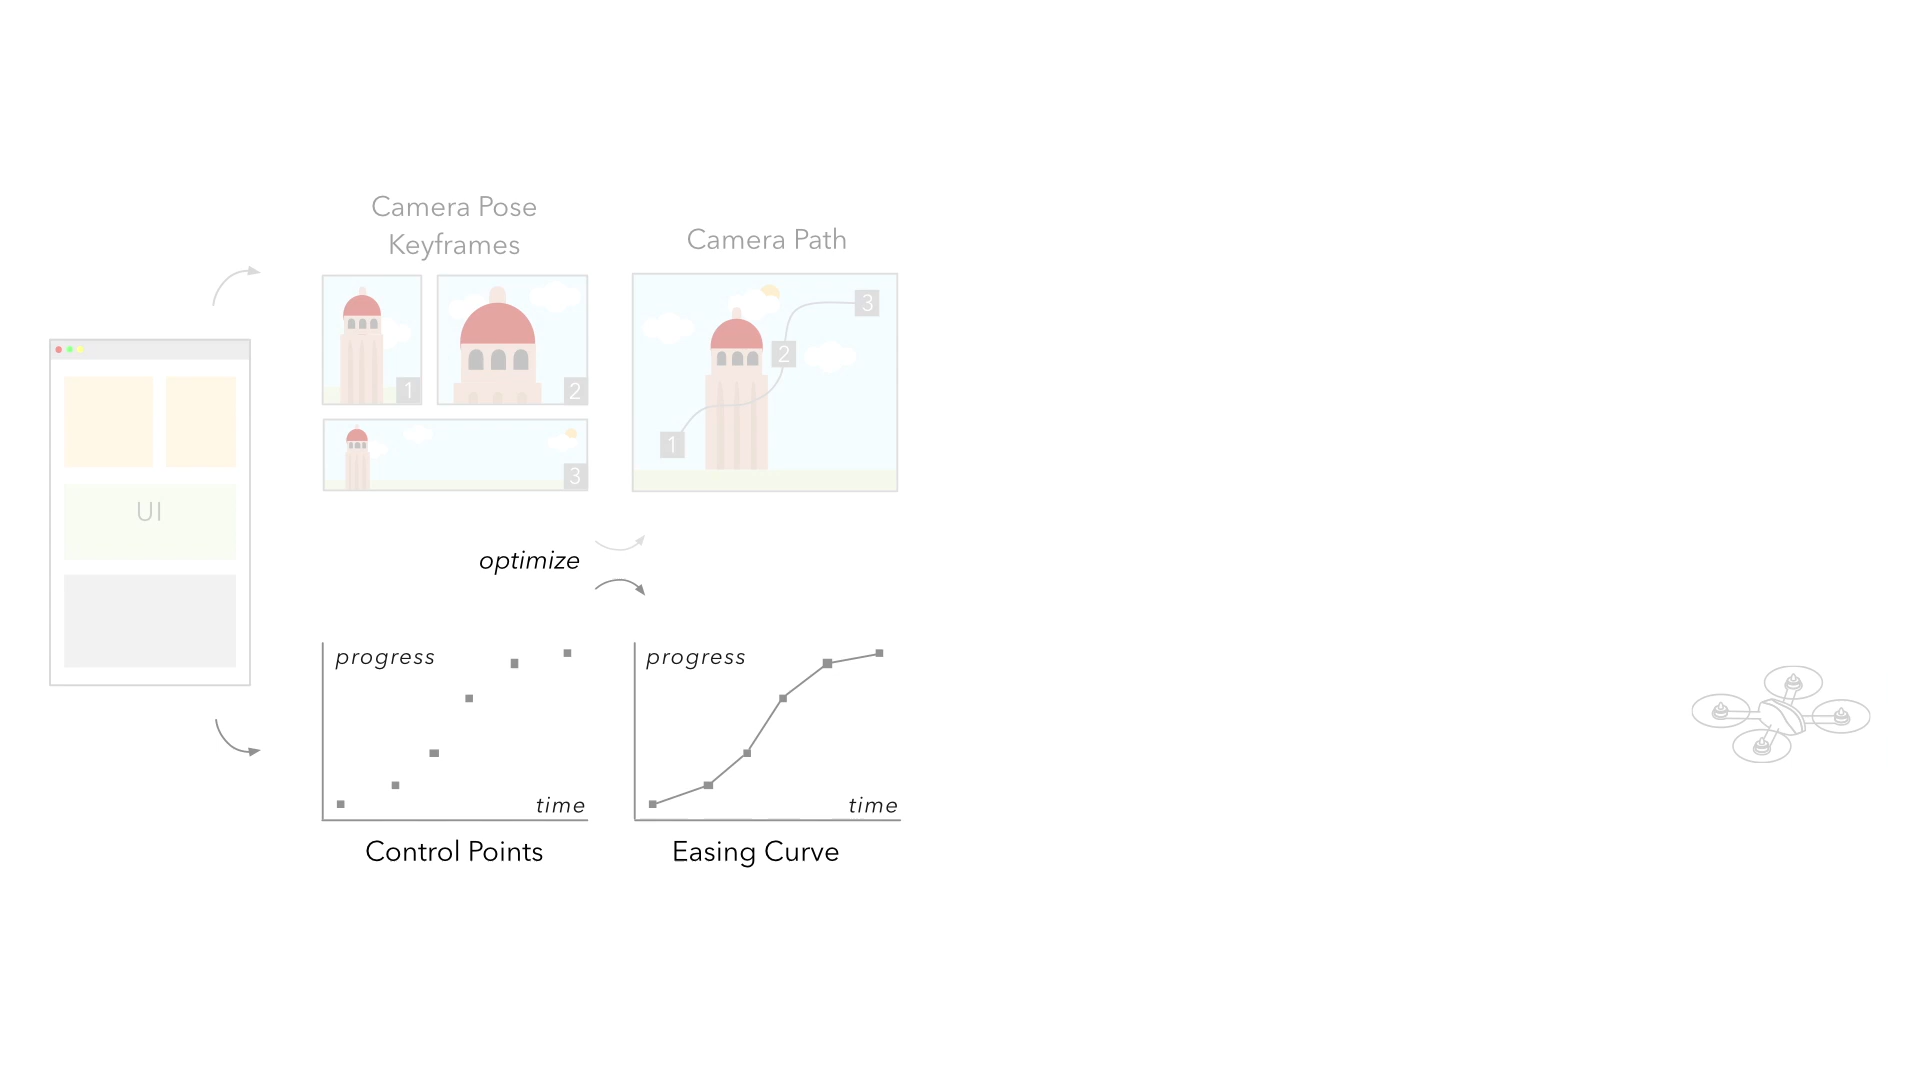 Camera Pose
Keyframes
Camera Path
1
2
3
1
2
3
UI
optimize
progress
time
Control Points
progress
time
Easing Curve